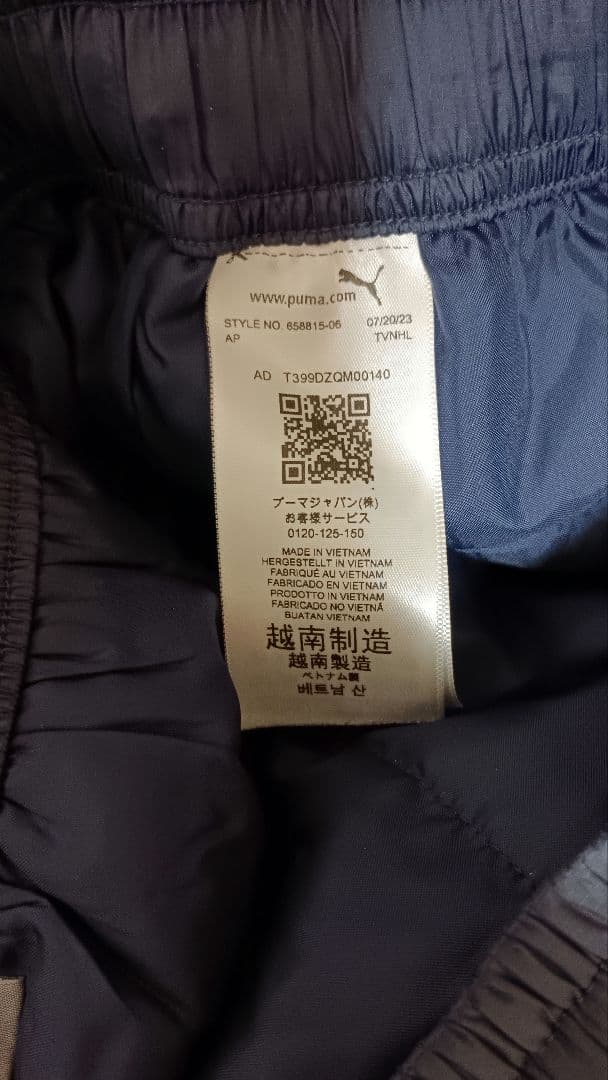 www.puma.com
STYLE NO. 658815-06 07/20/23
AP TVNHL
AD T399DZQM00140
プーマジャパン(株)
お客様サービス
0120-125-150
MADE IN VIETNAM
HERGESTELLT IN VIETNAM
FABRIQUÉ AU VIETNAM
FABRICADO EN VIETNAM
PRODOTTO IN VIETNAM
FABRICADO NO VIETNÃ
BUATAN VIETNAM
越南制造
越南製造
ベトナム製
베트남 산